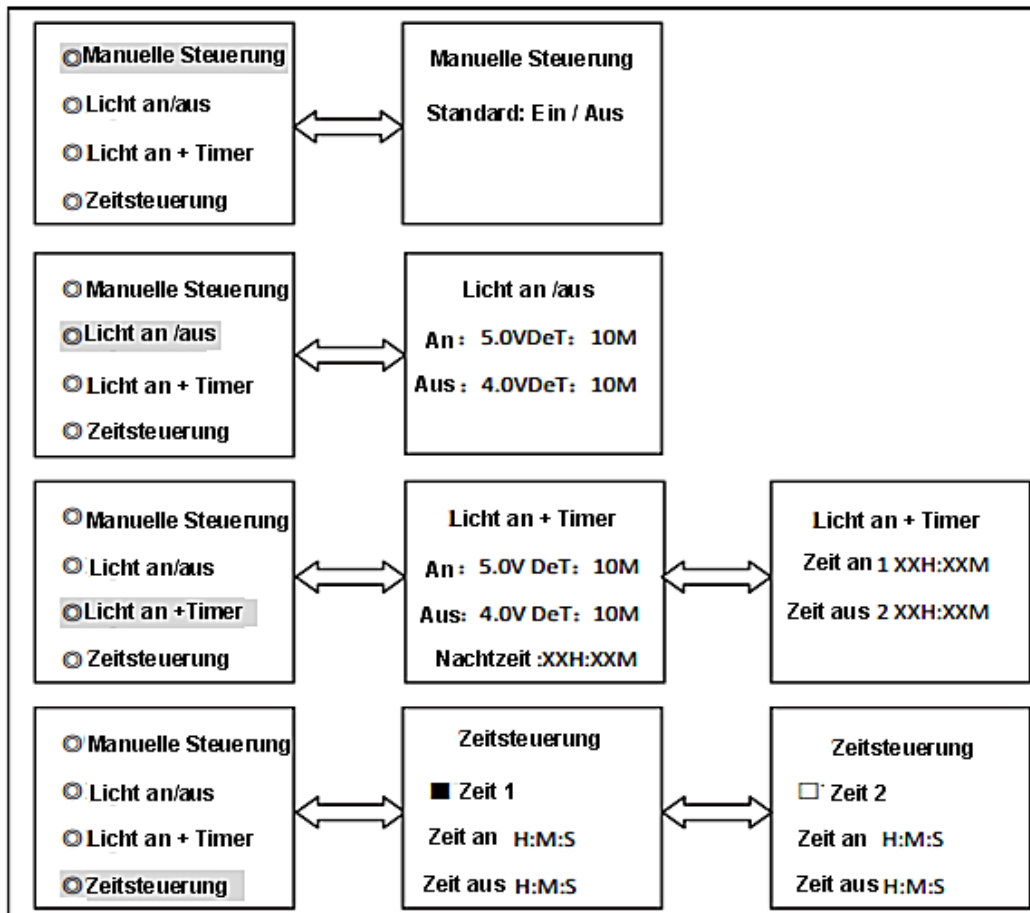 Manuelle Steuerung
Licht an/aus
Licht an + Timer
Zeitsteuerung
Manuelle Steuerung
Standard: Ein / Aus
Manuelle Steuerung
Licht an /aus
Licht an + Timer
Zeitsteuerung
Licht an /aus
An: 5.0VDeT: 10M
Aus: 4.0VDeT: 10M
Manuelle Steuerung
Licht an/aus
Licht an +Timer
Zeitsteuerung
Licht an + Timer
An: 5.0V DeT: 10M
Aus: 4.0V DeT: 10M
Nachtzeit :XXH:XXM
Licht an + Timer
Zeit an 1 XXH:XXM
Zeit aus 2 XXH:XXM
Manuelle Steuerung
Licht an/aus
Licht an + Timer
Zeitsteuerung
Zeitsteuerung
Zeit 1
Zeit an H:M:S
Zeit aus H:M:S
Zeitsteuerung
Zeit 2
Zeit an H:M:S
Zeit aus H:M:S